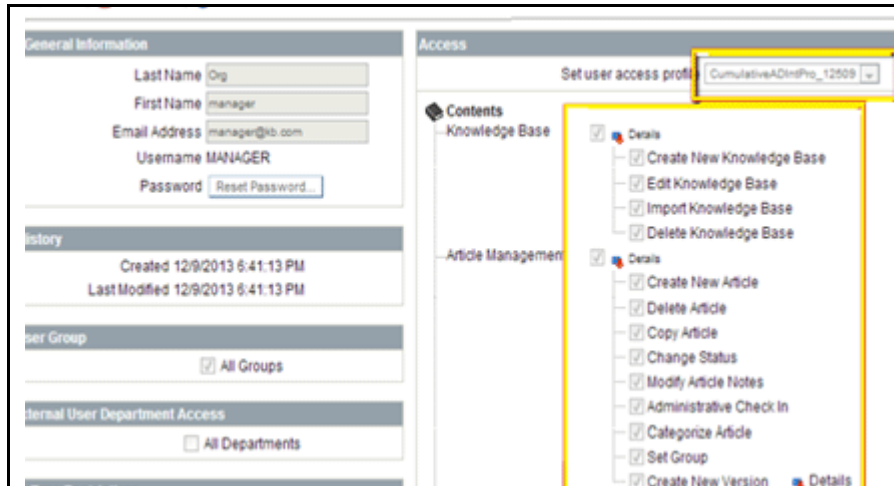 General Information
Last Name Org
First Name manager
Email Address manager@kb.com
Username MANAGER
Password Reset Password...
istory
Created 12/9/2013 6:41:13 PM
Last Modified 12/9/2013 6:41:13 PM
ser Group
All Groups
ternal User Department Access
All Departments
Access
Set user access profil CumulativeADIntPro_12509
Contents
Knowledge Base Details
Create New Knowledge Base
Edit Knowledge Base
Import Knowledge Base
Delete Knowledge Base
Article Managemen Details
Create New Article
Delete Article
Copy Article
Change Status
Modify Article Notes
Administrative Check In
Categorize Article
Set Group
Create New Version Details